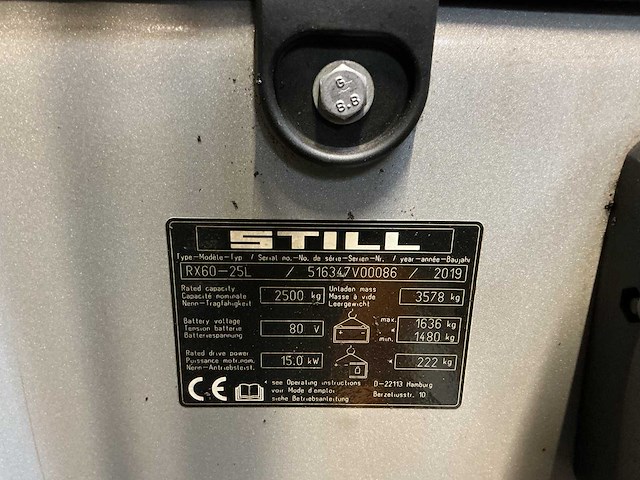 G
8.8
STILL
Type-Modèle-Typ / Serial no.-No. de série-Serien-Nr. / year-année-Baujahr
RX60-25L / 516347V00086 / 2019
Rated capacity
Capacité nominale
Nenn-Tragfähigkeit
2500 kg
Unladen mass
Masse à vide
Leergewicht
3578 kg
Battery voltage
Tension batterie
Batteriespannung
80 V
max. 1636 kg
min. 1480 kg
Rated drive power
Puissance motr.nom.
Nenn-Antriebsleist.
15.0 kW
222 kg
CE
see Operating instructions
voir Mode d'emploi
siehe Betriebsanleitung
D-22113 Hamburg
Berzeliusstr. 10